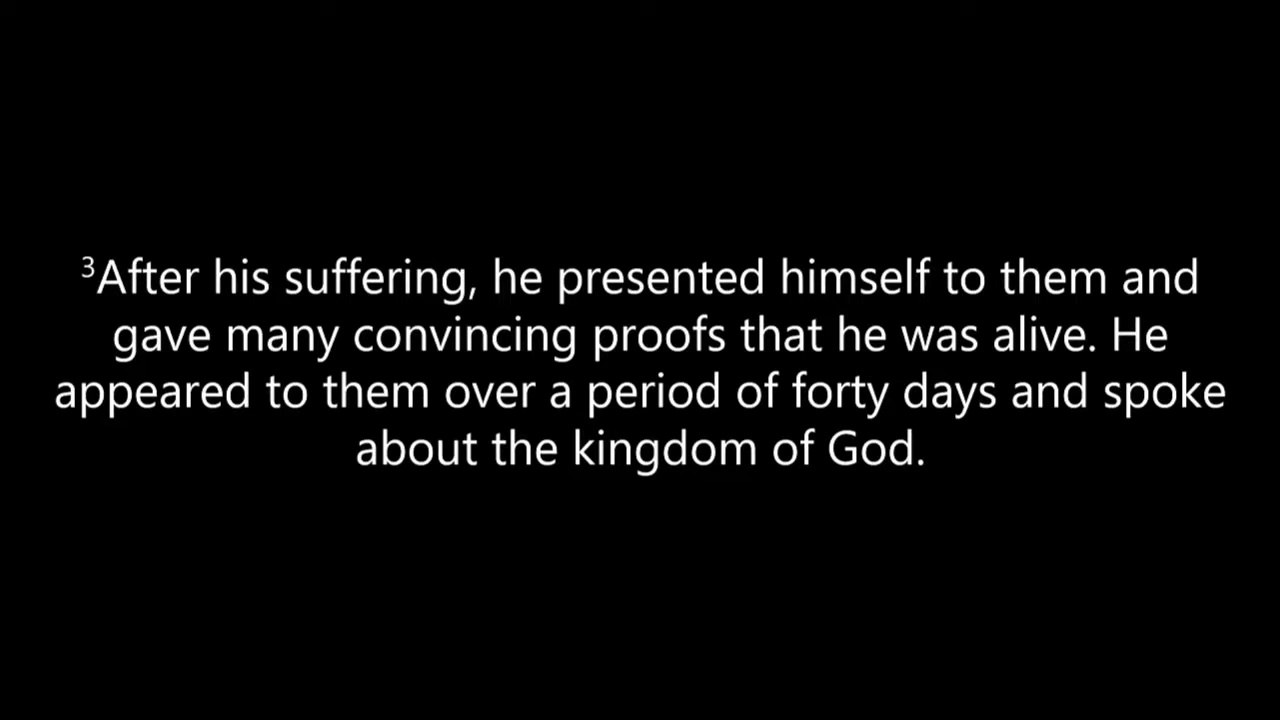 ³After his suffering, he presented himself to them and
gave many convincing proofs that he was alive. He
appeared to them over a period of forty days and spoke
about the kingdom of God.